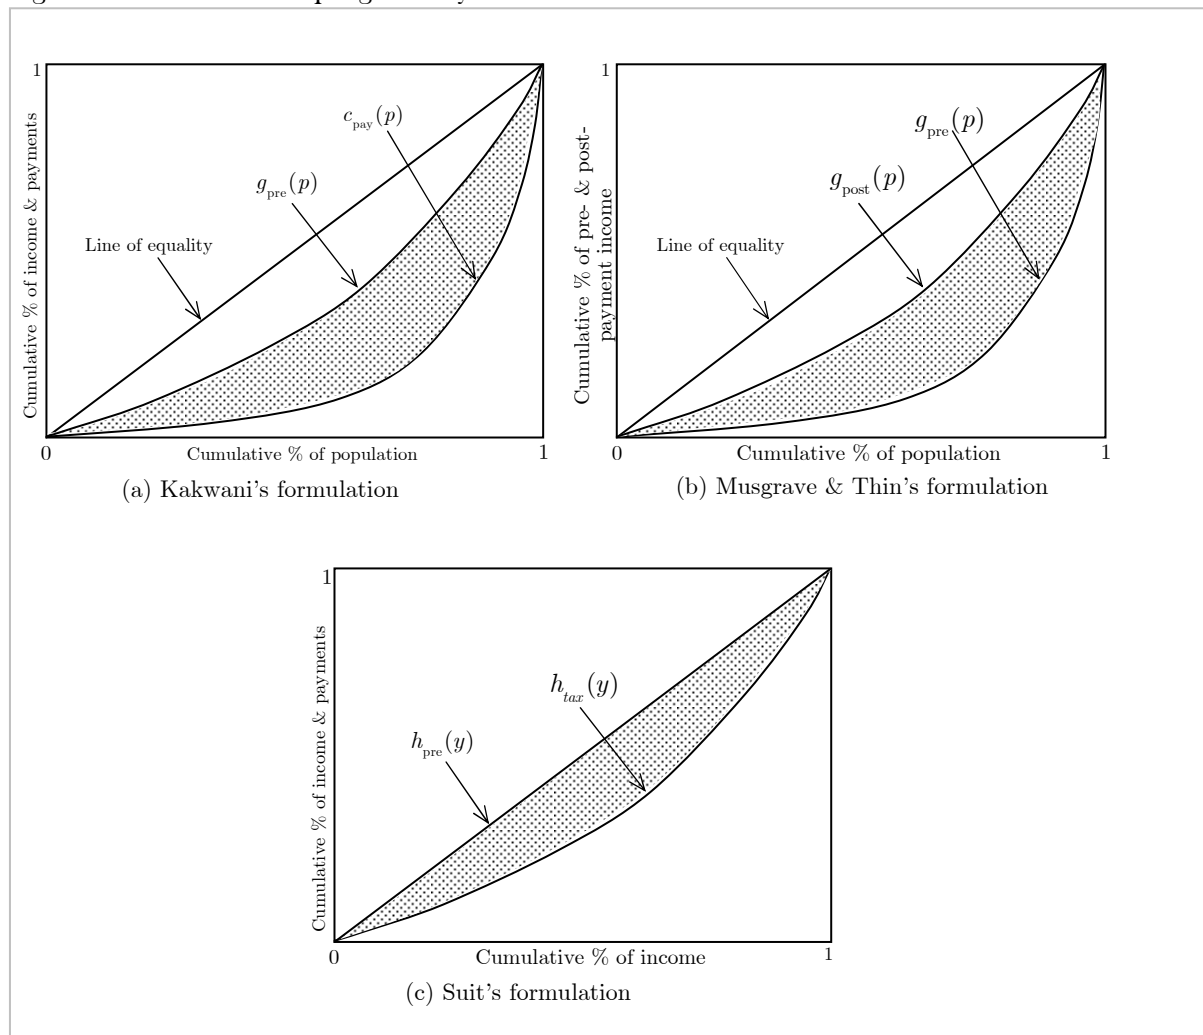 1
c_pay(p)
g_pre(p)
Line of equality
Cumulative % of income & payments
0
Cumulative % of population
1
(a) Kakwani's formulation
1
g_pre(p)
g_post(p)
Line of equality
Cumulative % of pre- & post-
payment income
0
Cumulative % of population
1
(b) Musgrave & Thin's formulation
1
h_tax(y)
h_pre(y)
Cumulative % of income & payments
0
Cumulative % of income
1
(c) Suit's formulation